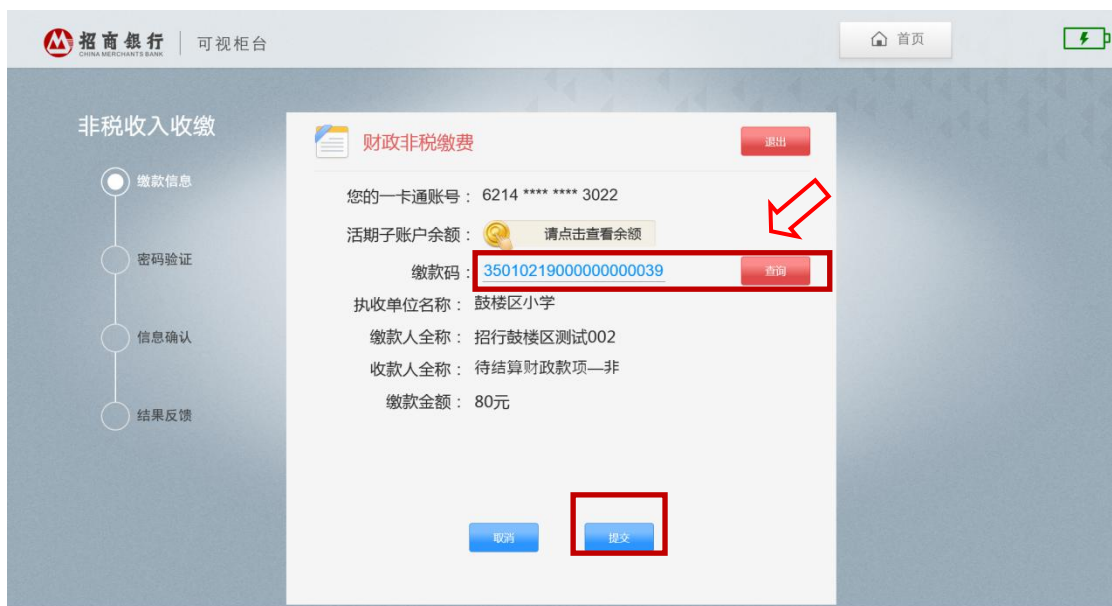 招商银行 可视柜台 首页
CHINA MERCHANTS BANK
非税收入收缴
缴款信息
密码验证
信息确认
结果反馈
财政非税缴费 退出
您的一卡通账号： 6214 **** **** 3022
活期子账户余额： 请点击查看余额
缴款码： 35010219000000000039 查询
执收单位名称： 鼓楼区小学
缴款人全称： 招行鼓楼区测试002
收款人全称： 待结算财政款项—非
缴款金额： 80元
取消 提交